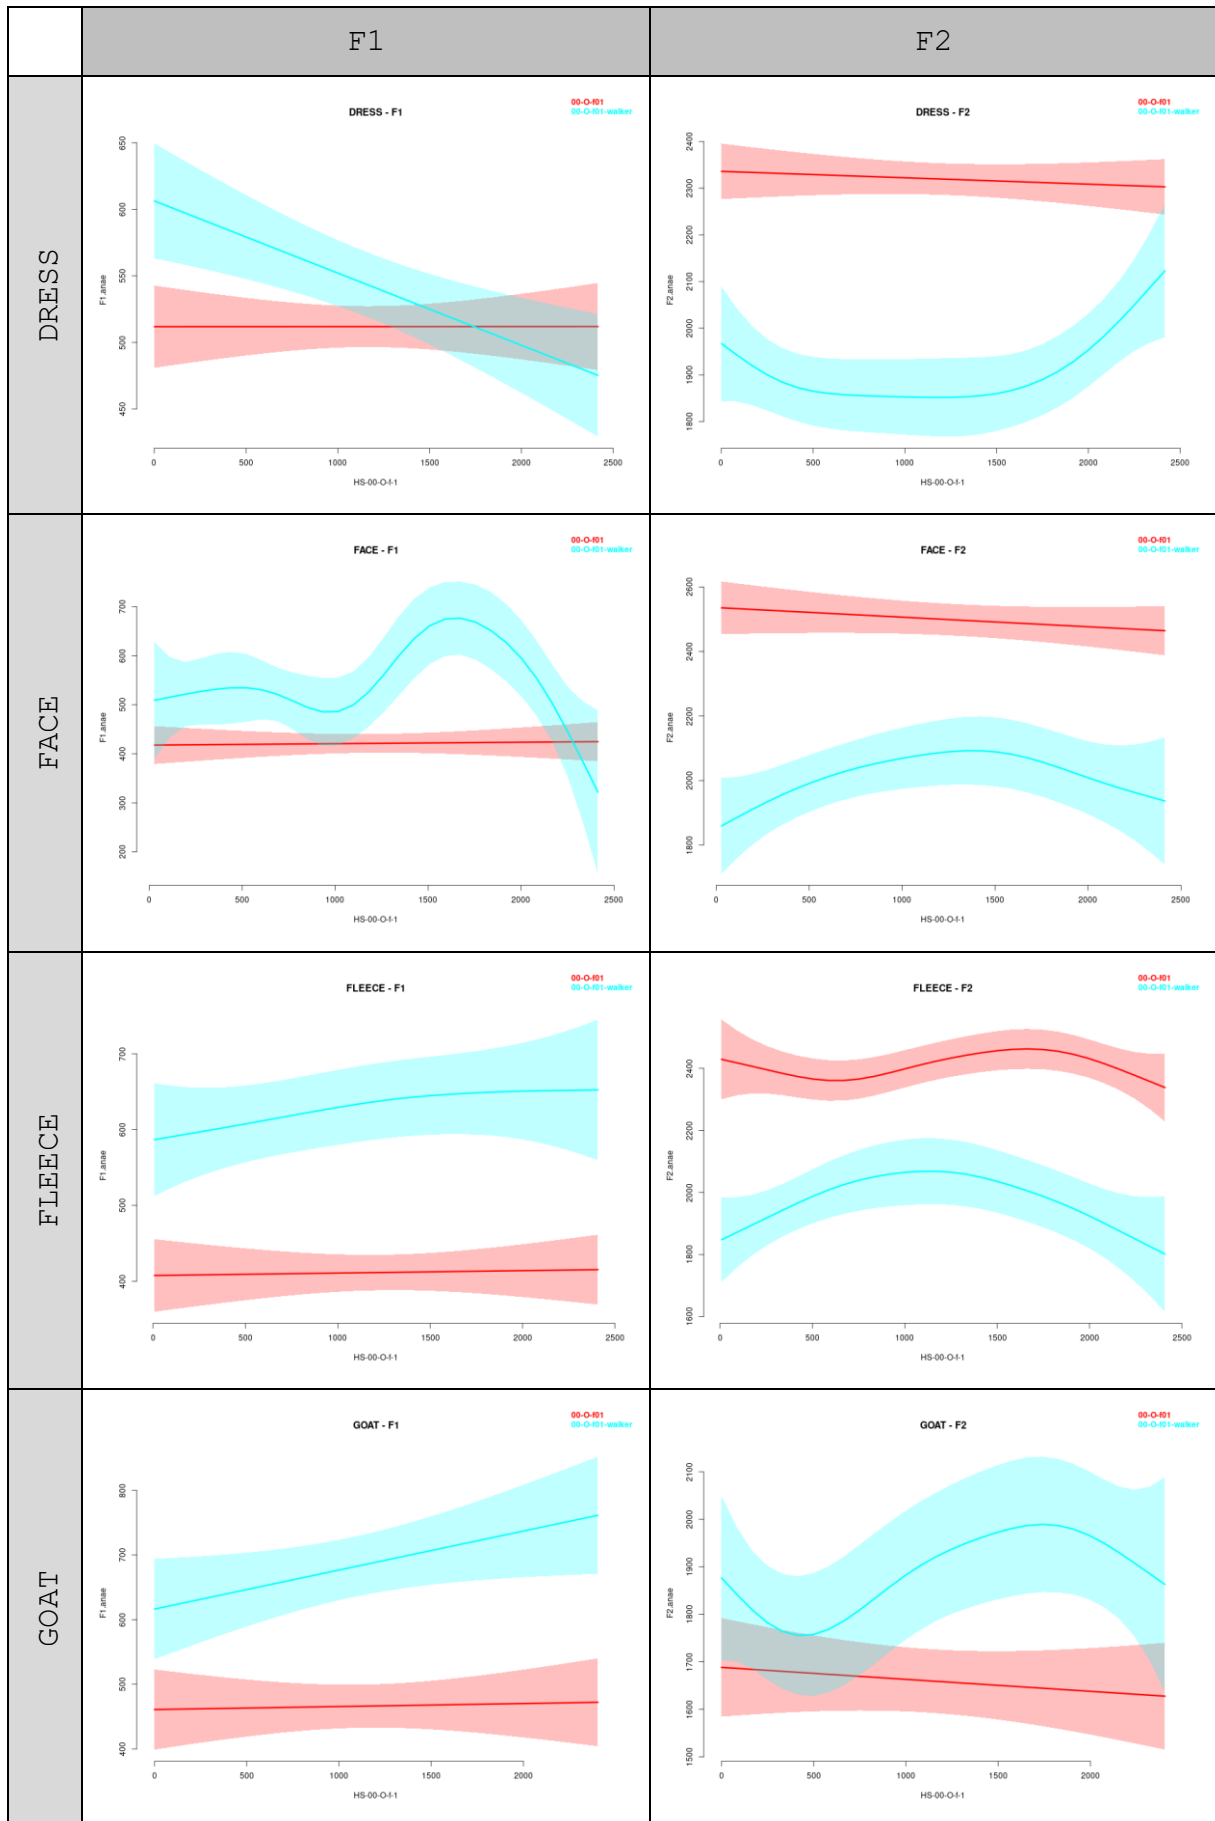 F1
F2
DRESS
DRESS - F1
00-O-f01
00-O-f01-walker
650
600
550
500
450
F1.anae
0 500 1000 1500 2000 2500
HS-00-O-f-1
DRESS - F2
00-O-f01
00-O-f01-walker
2400
2300
2200
2100
2000
1900
1800
F2.anae
0 500 1000 1500 2000 2500
HS-00-O-f-1
FACE
FACE - F1
00-O-f01
00-O-f01-walker
700
600
500
400
300
200
F1.anae
0 500 1000 1500 2000 2500
HS-00-O-f-1
FACE - F2
00-O-f01
00-O-f01-walker
2600
2400
2200
2000
1800
F2.anae
0 500 1000 1500 2000 2500
HS-00-O-f-1
FLEECE
FLEECE - F1
00-O-f01
00-O-f01-walker
700
600
500
400
F1.anae
0 500 1000 1500 2000 2500
HS-00-O-f-1
FLEECE - F2
00-O-f01
00-O-f01-walker
2400
2200
2000
1800
1600
F2.anae
0 500 1000 1500 2000 2500
HS-00-O-f-1
GOAT
GOAT - F1
00-O-f01
00-O-f01-walker
800
700
600
500
400
F1.anae
0 500 1000 1500 2000
HS-00-O-f-1
GOAT - F2
00-O-f01
00-O-f01-walker
2100
2000
1900
1800
1700
1600
1500
F2.anae
0 500 1000 1500 2000
HS-00-O-f-1